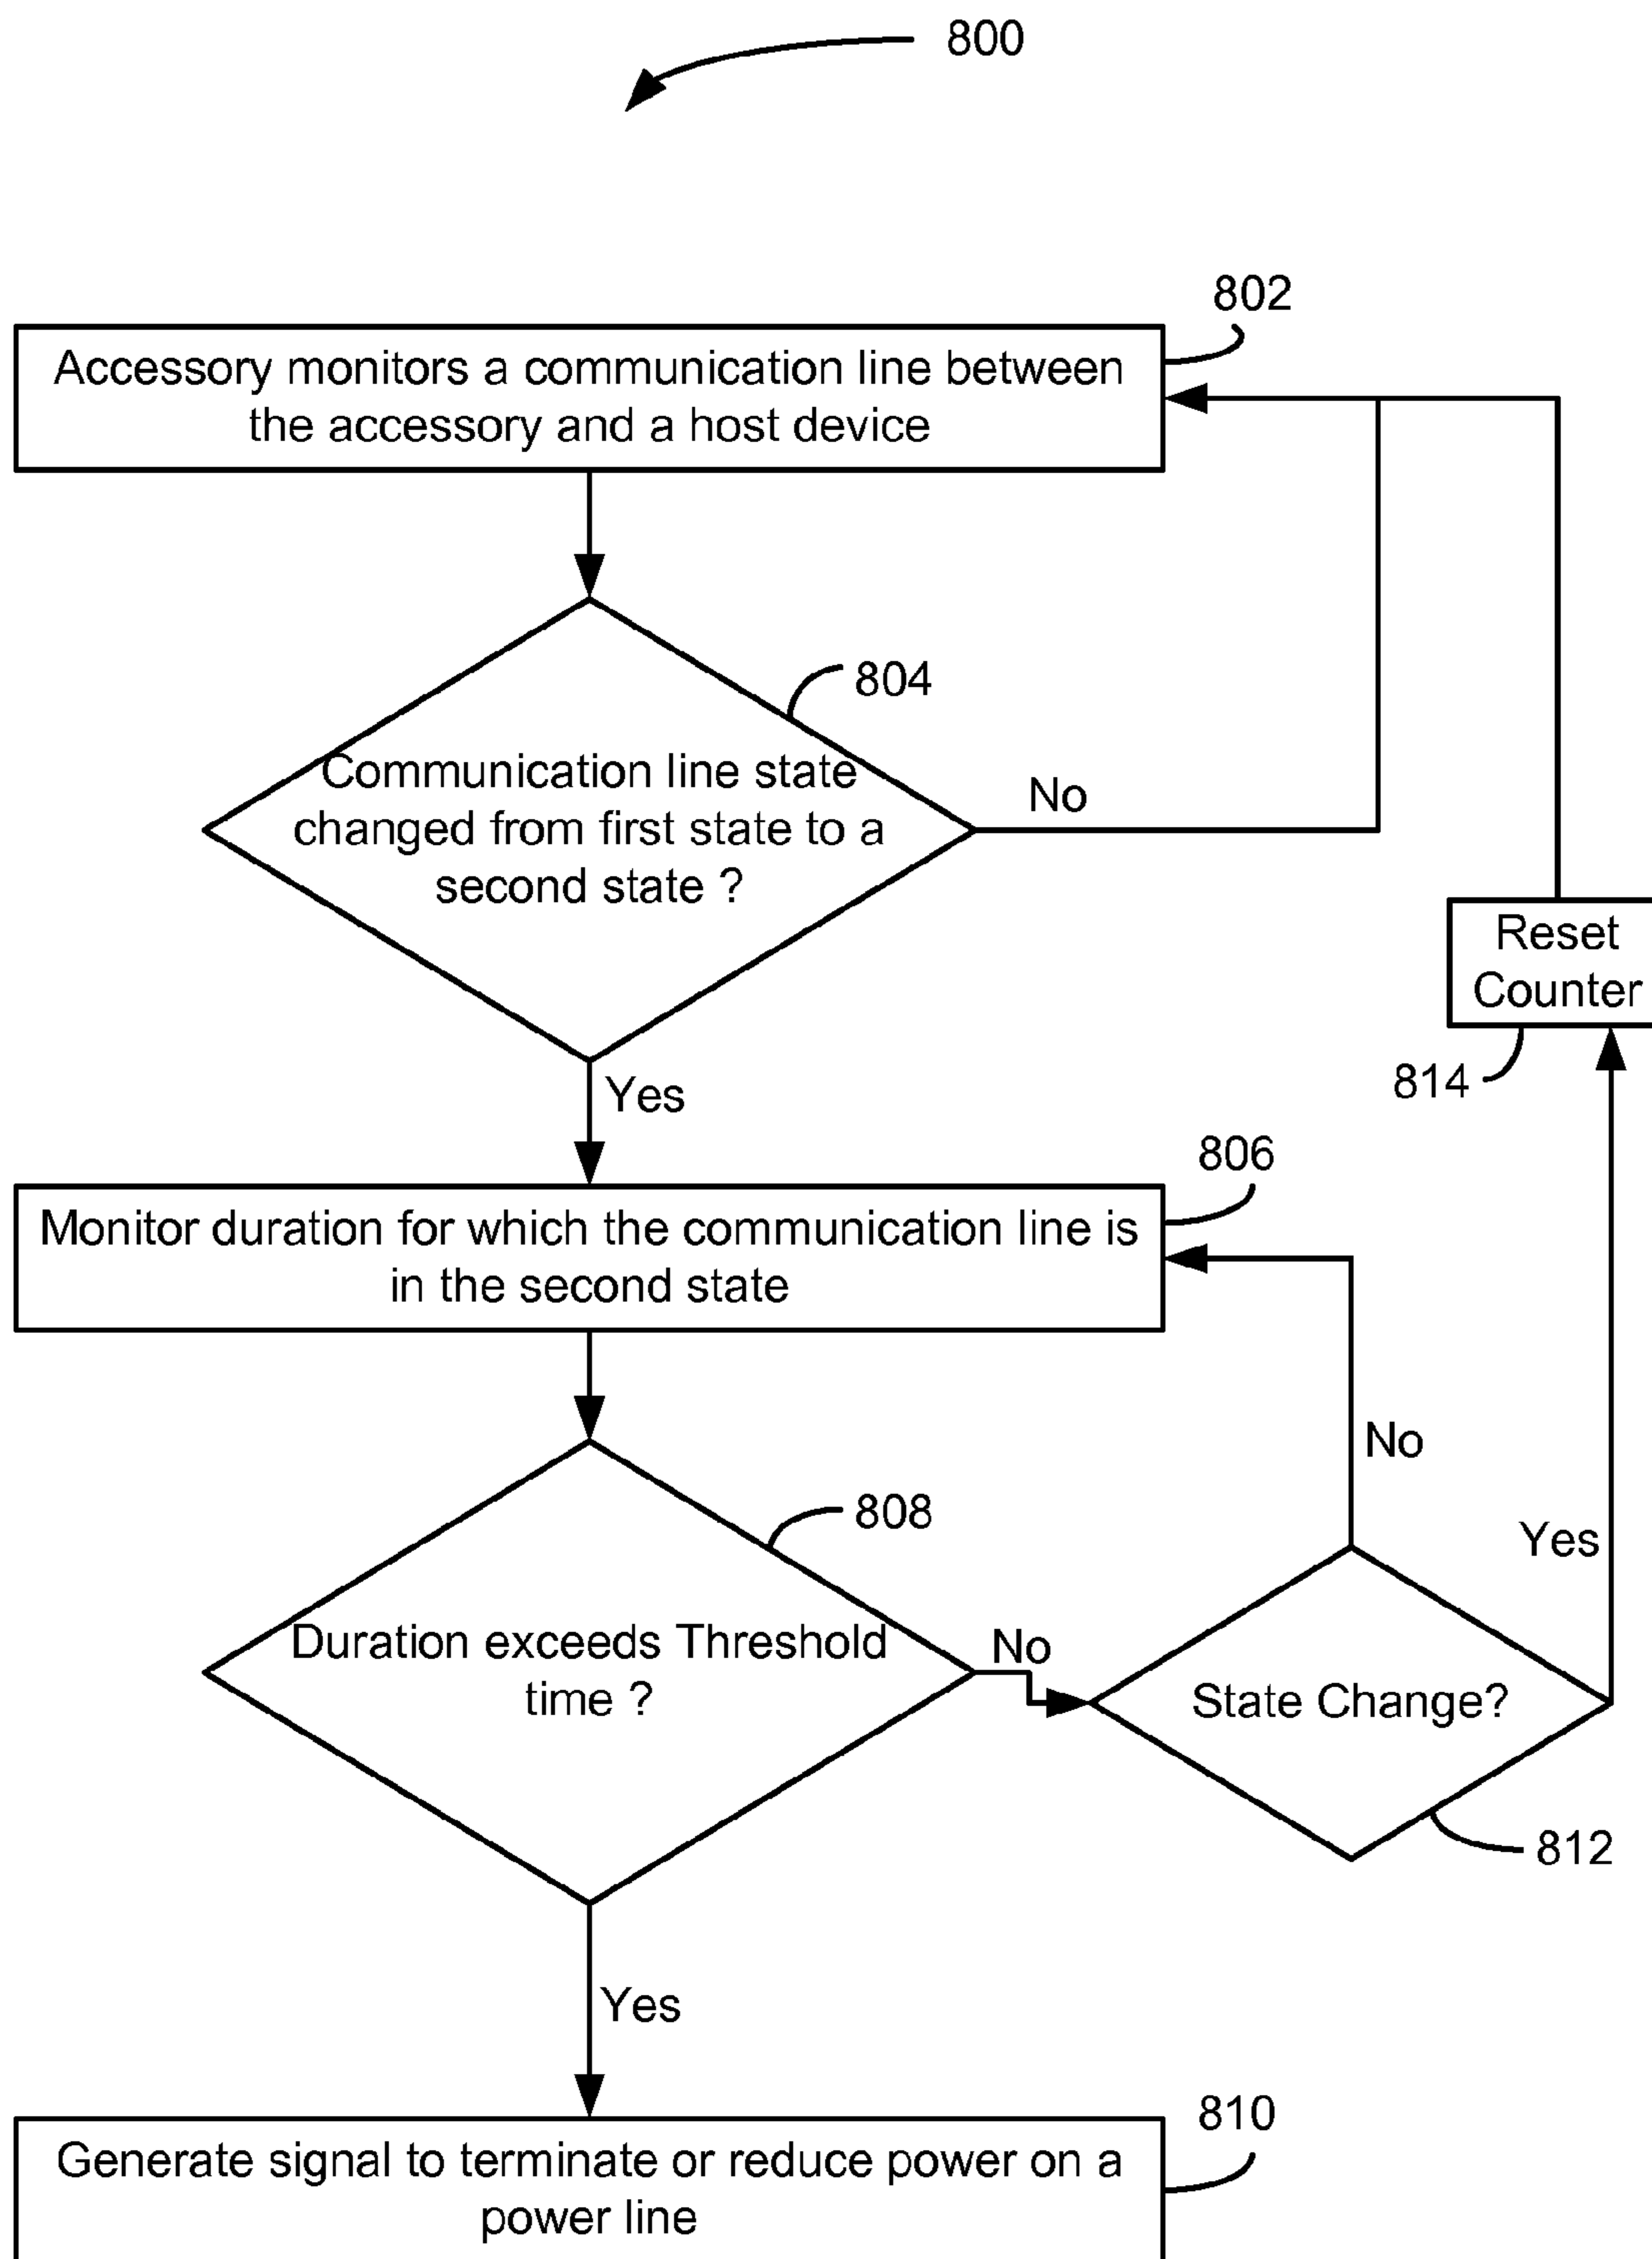 800
802
Accessory monitors a communication line between
the accessory and a host device
804
Communication line state
changed from first state to a
second state ?
No
Reset
Counter
814
Yes
806
Monitor duration for which the communication line is
in the second state
No
808
Yes
Duration exceeds Threshold
time ?
No
State Change?
812
Yes
810
Generate signal to terminate or reduce power on a
power line